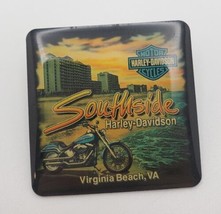 MOTOR
HARLEY-DAVIDSON
CYCLES
Southside
Harley-Davidson
Virginia Beach, VA